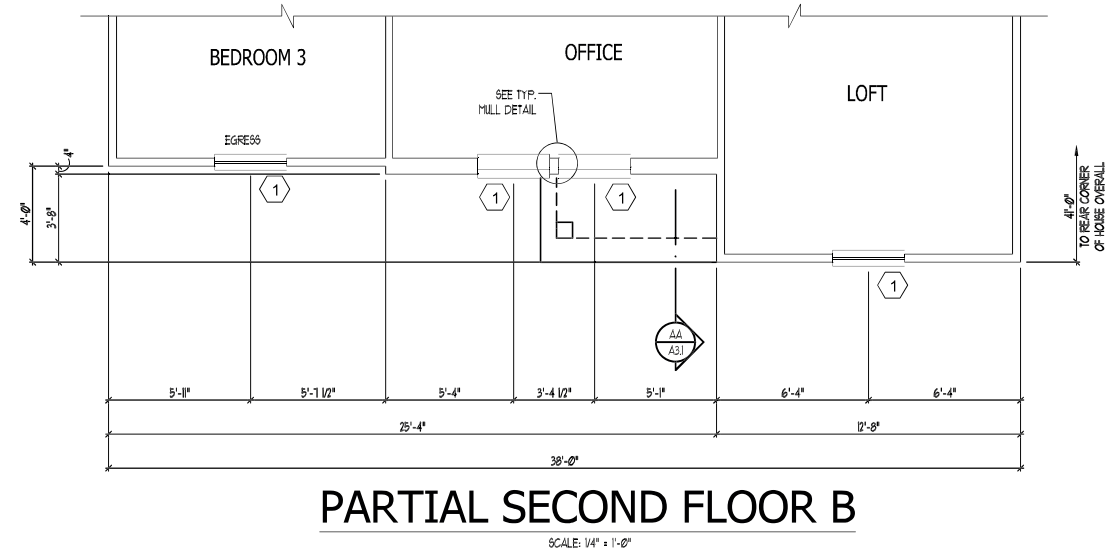 BEDROOM 3
OFFICE
LOFT
SEE TYP.
MULL DETAIL
EGRESS
4"
4'-0"
3'-8"
1
1
1
1
41'-0"
TO REAR CORNER
OF HOUSE OVERALL
AA
A3.1
5'-11"
5'-7 1/2"
5'-4"
3'-4 1/2"
5'-1"
6'-4"
6'-4"
25'-4"
12'-8"
38'-0"
PARTIAL SECOND FLOOR B
SCALE: 1/4" = 1'-0"